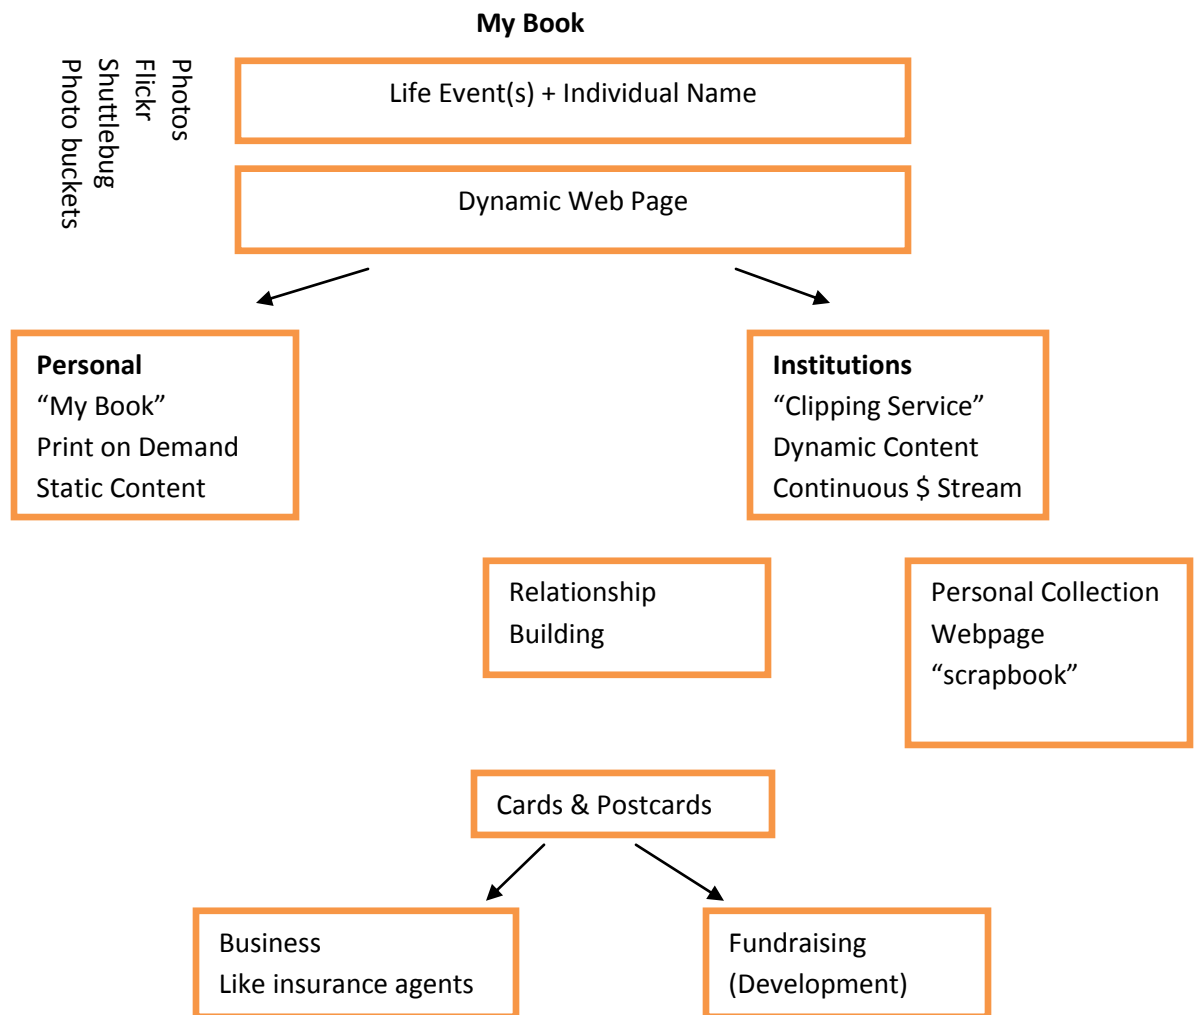 My Book
Photos
Flickr
Shuttlebug
Photo buckets
Life Event(s) + Individual Name
Dynamic Web Page
Personal
“My Book”
Print on Demand
Static Content
Institutions
“Clipping Service”
Dynamic Content
Continuous $ Stream
Relationship
Building
Personal Collection
Webpage
“scrapbook”
Cards & Postcards
Business
Like insurance agents
Fundraising
(Development)